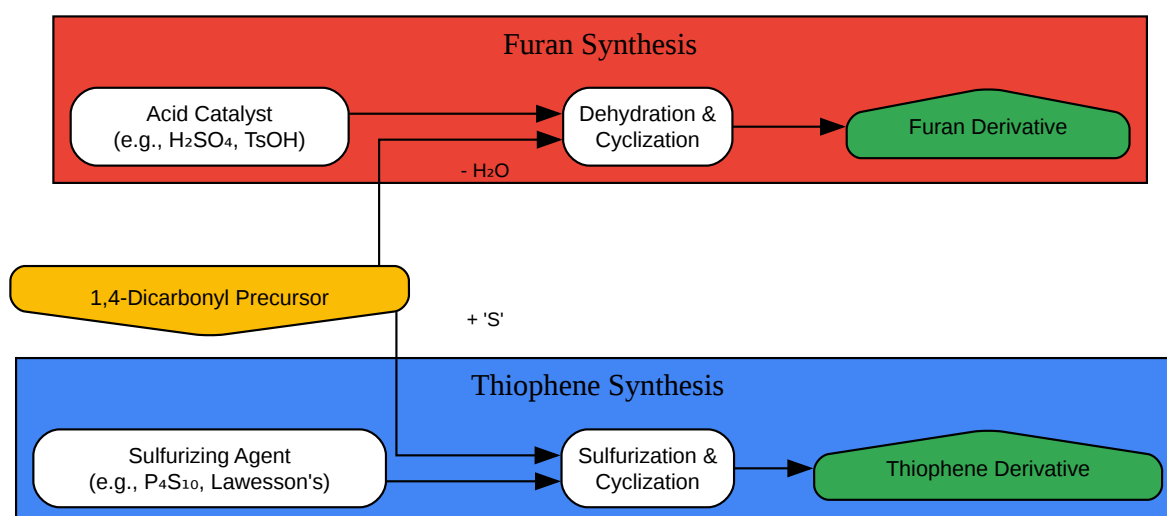 Furan Synthesis
Acid Catalyst
(e.g., H₂SO₄, TsOH)
Dehydration &
Cyclization
Furan Derivative
- H₂O
1,4-Dicarbonyl Precursor
+ 'S'
Thiophene Synthesis
Sulfurizing Agent
(e.g., P₄S₁₀, Lawesson's)
Sulfurization &
Cyclization
Thiophene Derivative